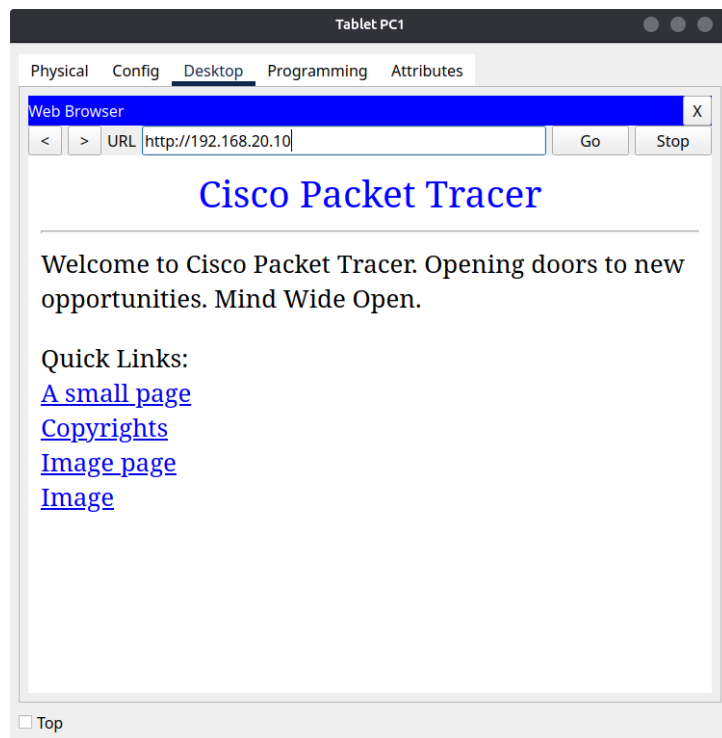 Tablet PC1
Physical Config Desktop Programming Attributes
Web Browser X
< > URL http://192.168.20.10 Go Stop
Cisco Packet Tracer
Welcome to Cisco Packet Tracer. Opening doors to new
opportunities. Mind Wide Open.
Quick Links:
A small page
Copyrights
Image page
Image
Top